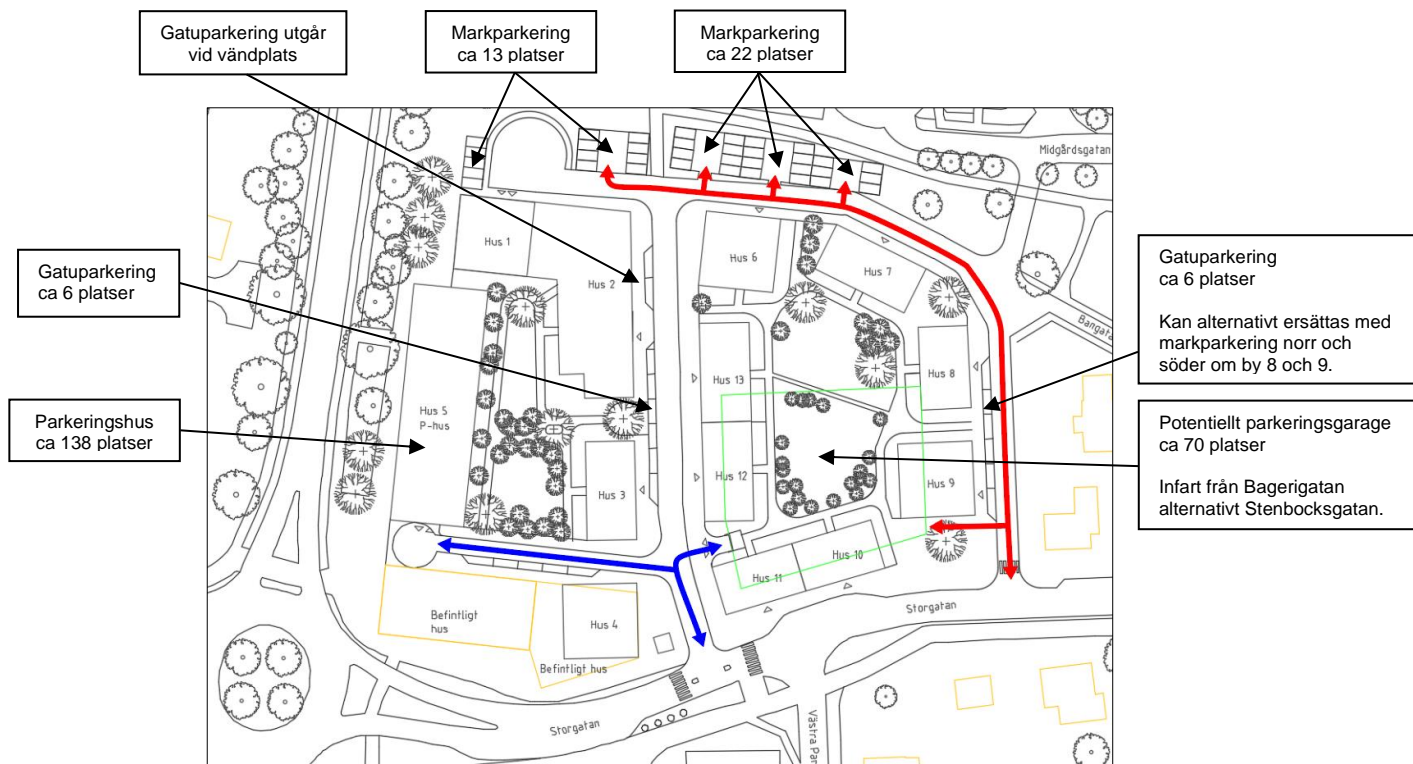 Gatuparkering utgår
vid vändplats
Markparkering
ca 13 platser
Markparkering
ca 22 platser
Midgårdsgatan
Hus 1
Hus 2
Hus 6
Hus 7
Gatuparkering
ca 6 platser
Gatuparkering
ca 6 platser
Kan alternativt ersättas med
markparkering norr och
söder om by 8 och 9.
Bangata
Hus 13
Hus 8
Parkeringshus
ca 138 platser
Hus 5
P-hus
Potentiellt parkeringsgarage
ca 70 platser
Infart från Bagerigatan
alternativt Stenbocksgatan.
Hus 3
Hus 12
Hus 9
Hus 10
Hus 11
Befintligt
hus
Hus 4
Storgatan
Befintligt hus
Storgatan
Västra Par